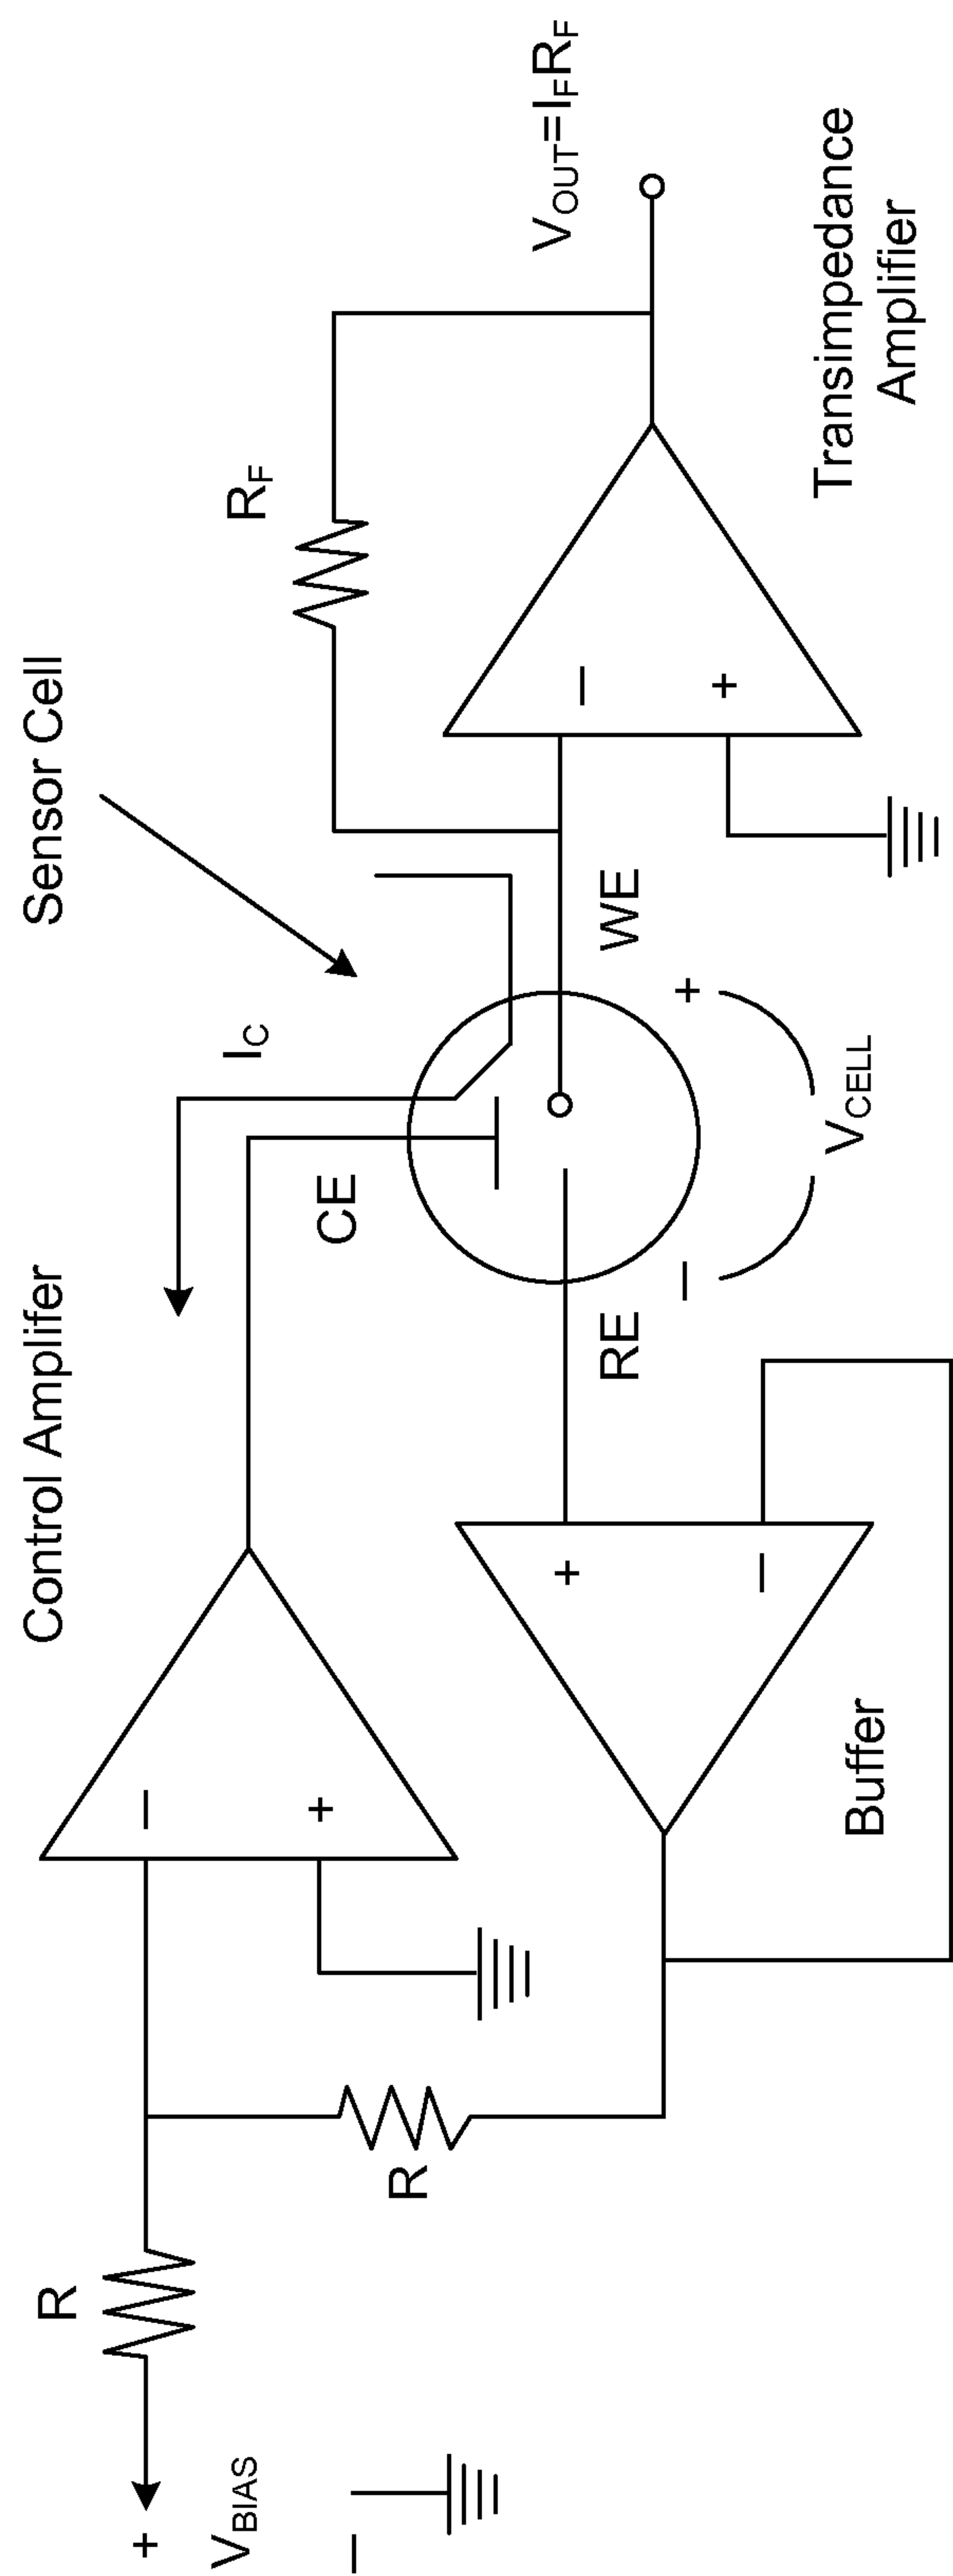 Control Amplifer
Sensor Cell
R
−
+
I_C
R_F
V_OUT=I_FR_F
+
V_BIAS
−
R
CE
RE
WE
+
−
−
+
−
+
V_CELL
Buffer
Transimpedance
Amplifier